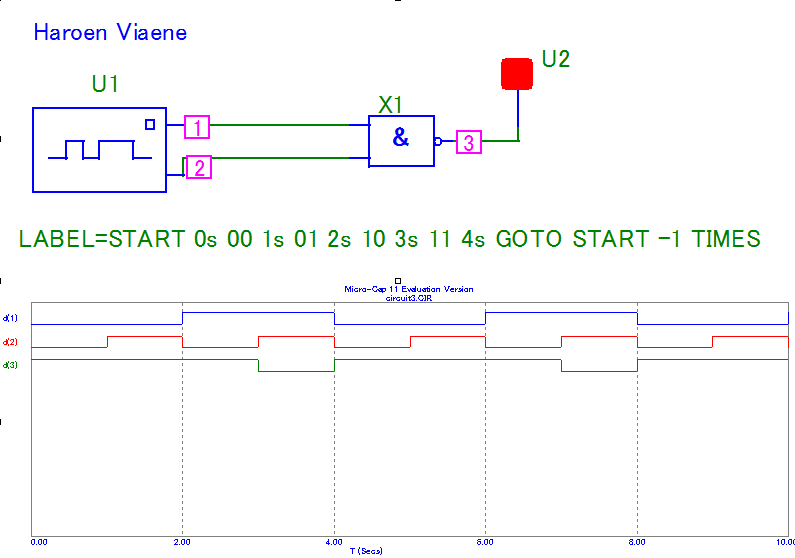 Haroen Viaene
U2
U1
X1
1
&
3
2
LABEL=START 0s 00 1s 01 2s 10 3s 11 4s GOTO START -1 TIMES
Micro-Cap 11 Evaluation Version
circuit3.CIR
d(1)
d(2)
d(3)
0.00 2.00 4.00 6.00 8.00 10.00
T (Secs)